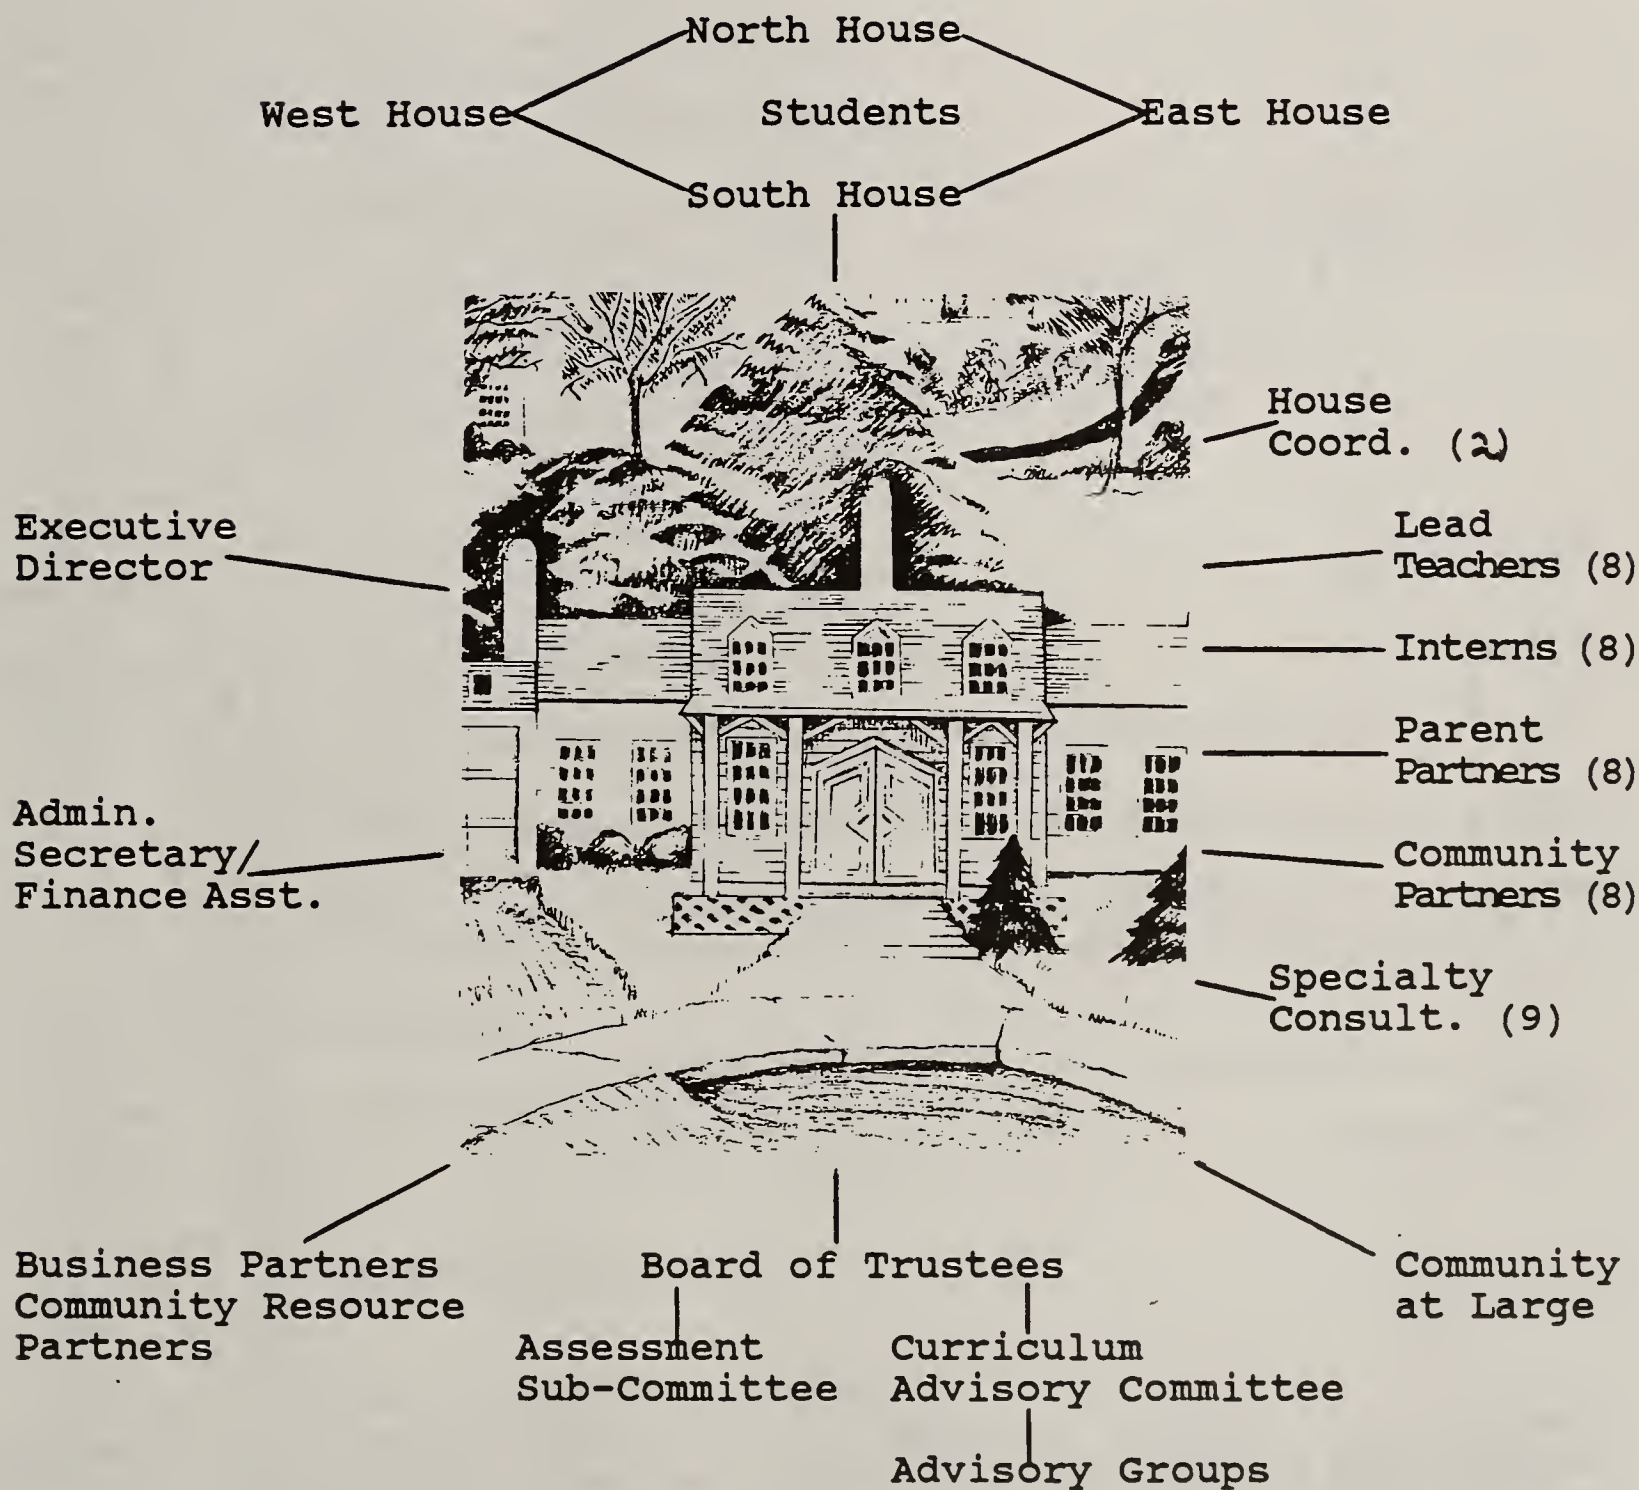 North House
West House Students East House
South House
House
Coord. (2)
Executive
Director
Lead
Teachers (8)
Interns (8)
Parent
Partners (8)
Admin.
Secretary/
Finance Asst.
Community
Partners (8)
Specialty
Consult. (9)
Business Partners
Community Resource
Partners
Board of Trustees
Assessment
Sub-Committee
Curriculum
Advisory Committee
Advisory Groups
Community
at Large